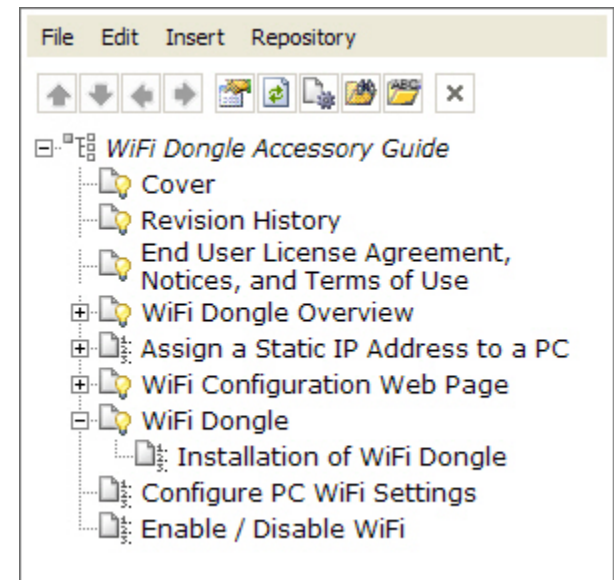 File Edit Insert Repository
ABC
WiFi Dongle Accessory Guide
Cover
Revision History
End User License Agreement,
Notices, and Terms of Use
WiFi Dongle Overview
Assign a Static IP Address to a PC
WiFi Configuration Web Page
WiFi Dongle
Installation of WiFi Dongle
Configure PC WiFi Settings
Enable / Disable WiFi